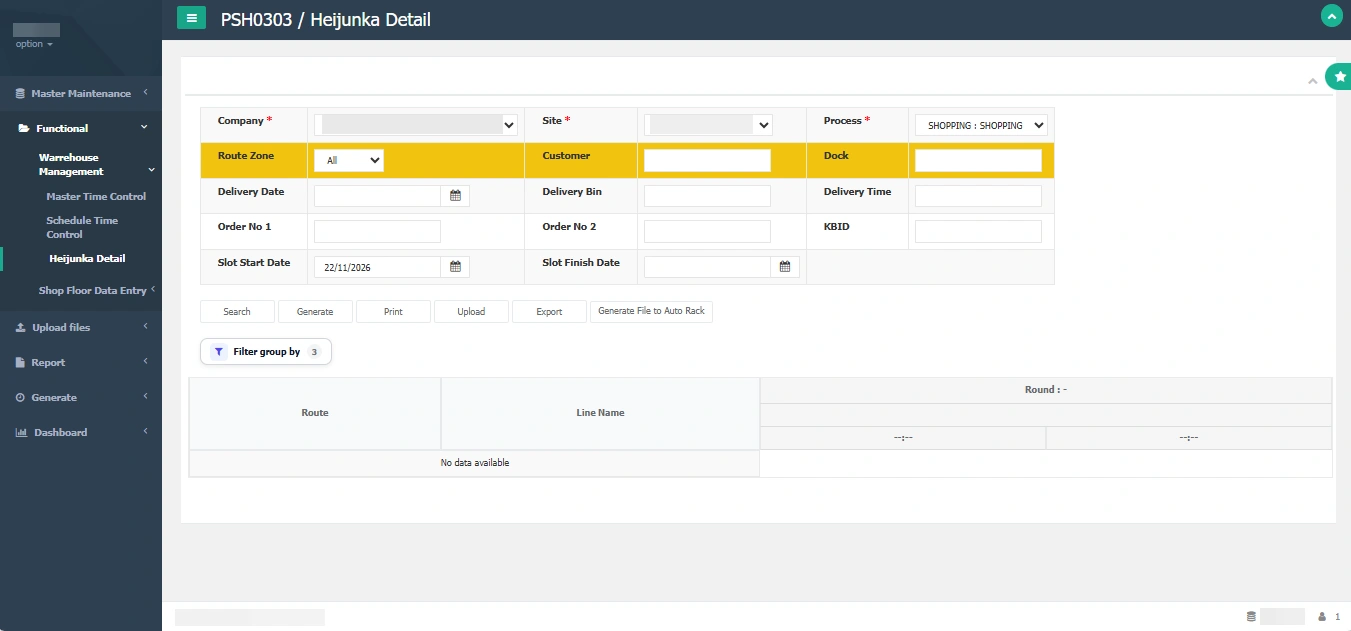 PSH0303 / Heijunka Detail
option
Master Maintenance
Functional
Warrehouse
Management
Master Time Control
Schedule Time
Control
Heijunka Detail
Shop Floor Data Entry
Upload files
Report
Generate
Dashboard
Company * Site * Process * SHOPPING : SHOPPING
Route Zone All Customer Dock
Delivery Date Delivery Bin Delivery Time
Order No 1 Order No 2 KBID
Slot Start Date 22/11/2026 Slot Finish Date
Search Generate Print Upload Export Generate File to Auto Rack
Filter group by 3
Route Line Name Round : -
--:-- --:--
No data available
1